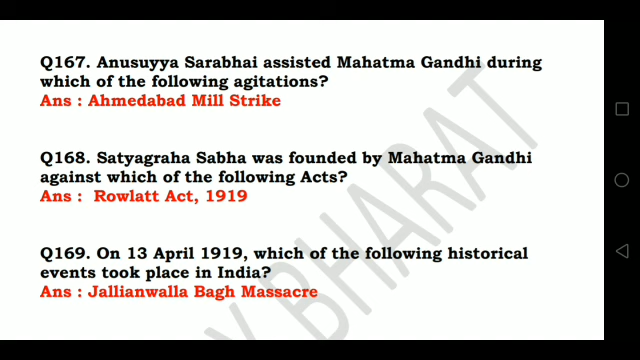 Q167. Anusuyya Sarabhai assisted Mahatma Gandhi during
which of the following agitations?
Ans : Ahmedabad Mill Strike
Q168. Satyagraha Sabha was founded by Mahatma Gandhi
against which of the following Acts?
Ans : Rowlatt Act, 1919
Q169. On 13 April 1919, which of the following historical
events took place in India?
Ans : Jallianwalla Bagh Massacre
BHARAT